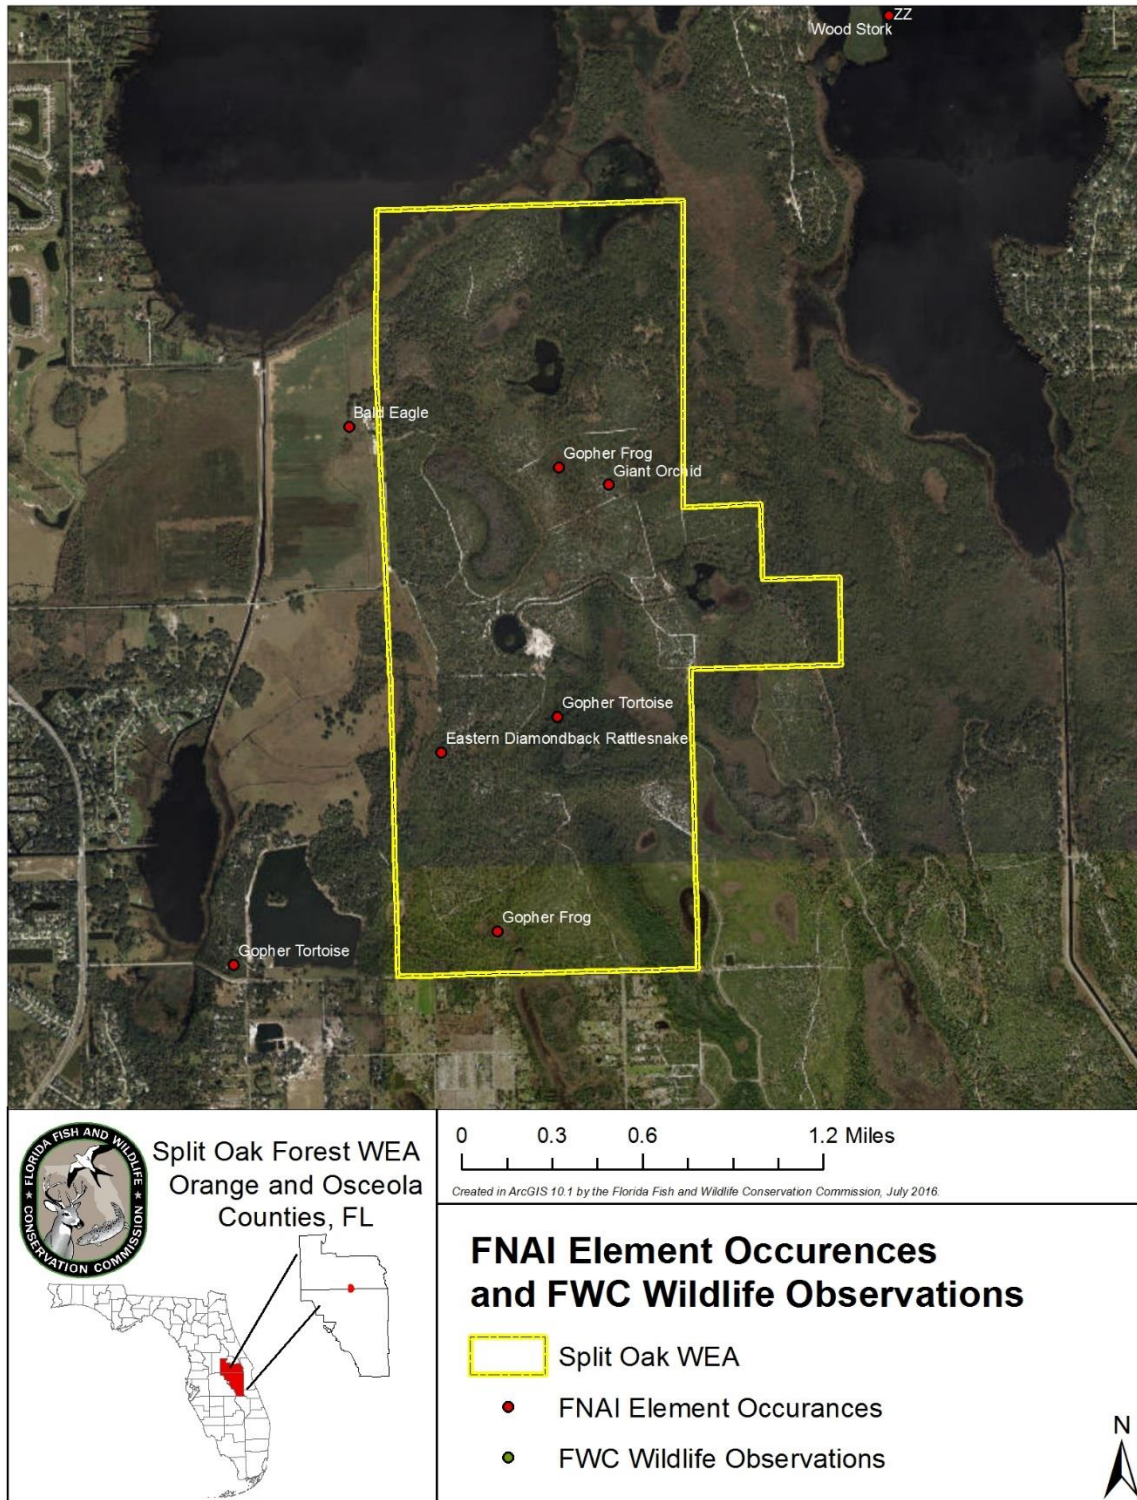 ZZ
Wood Stork
Bald Eagle
Gopher Frog
Giant Orchid
Gopher Tortoise
Eastern Diamondback Rattlesnake
Gopher Frog
Gopher Tortoise
FLORIDA FISH AND WILDLIFE
CONSERVATION COMMISSION
Split Oak Forest WEA
Orange and Osceola
Counties, FL
0 0.3 0.6 1.2 Miles
Created in ArcGIS 10.1 by the Florida Fish and Wildlife Conservation Commission, July 2016.
FNAI Element Occurences
and FWC Wildlife Observations
Split Oak WEA
FNAI Element Occurances
FWC Wildlife Observations
N